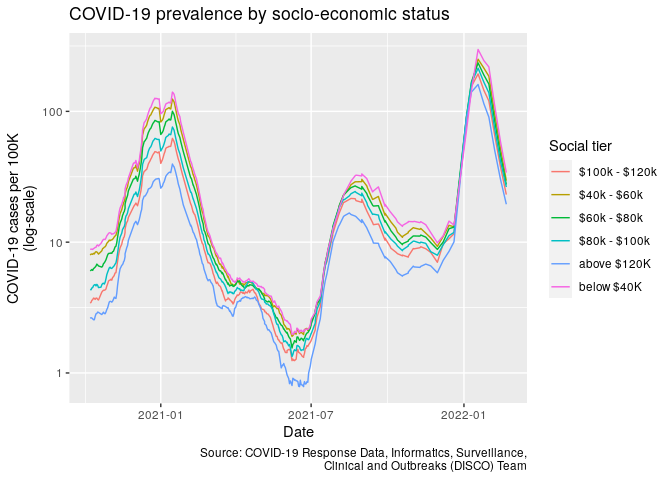 COVID-19 prevalence by socio-economic status
COVID-19 cases per 100K
(log-scale)
100
10
1
2021-01
2021-07
2022-01
Date
Social tier
$100k - $120k
$40k - $60k
$60k - $80k
$80k - $100k
above $120K
below $40K
Source: COVID-19 Response Data, Informatics, Surveillance,
Clinical and Outbreaks (DISCO) Team